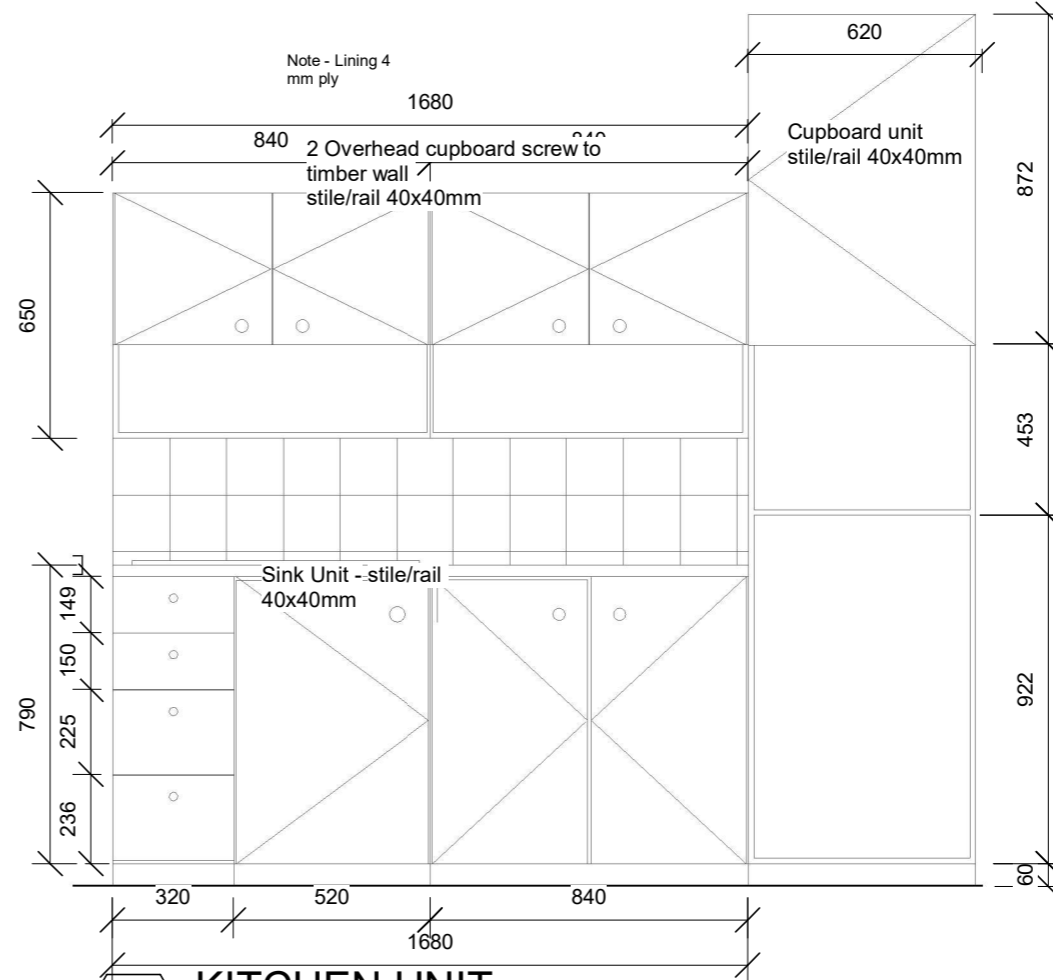 620
Note - Lining 4
mm ply
1680
Cupboard unit
stile/rail 40x40mm
840
840
2 Overhead cupboard screw to
timber wall
stile/rail 40x40mm
872
650
453
Sink Unit - stile/rail
40x40mm
149
150
790
225
922
236
60
320
520
840
1680
KITCHEN UNIT